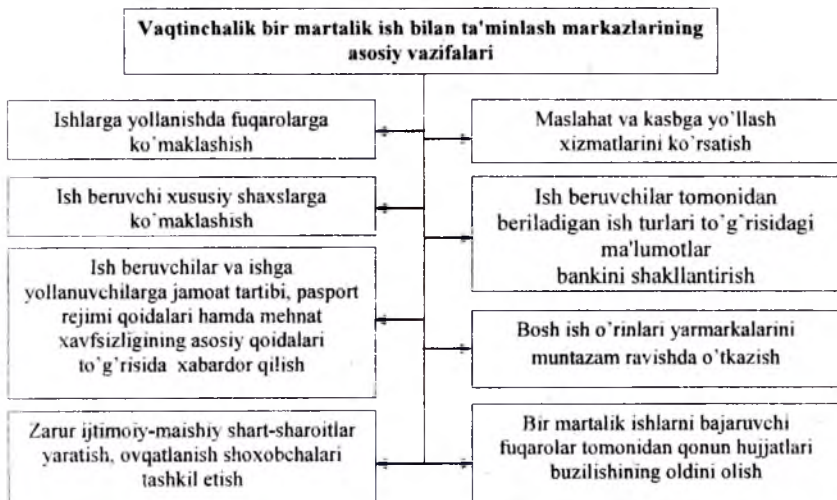 Vaqtinchalik bir martalik ish bilan ta'minlash markazlarining
asosiy vazifalari
Ishlarga yollanishda fuqarolarga
ko`maklashish
Maslahat va kasbga yo`llash
xizmatlarini ko`rsatish
Ish beruvchi xususiy shaxslarga
ko`maklashish
Ish beruvchilar tomonidan
beriladigan ish turlari to`g`risidagi
ma'lumotlar
bankini shakllantirish
Ish beruvchilar va ishga
yollanuvchilarga jamoat tartibi, pasport
rejimi qoidalari hamda mehnat
xavfsizligining asosiy qoidalari
to`g`risida xabardor qilish
Bosh ish o`rinlari yarmarkalarini
muntazam ravishda o`tkazish
Zarur ijtimoiy-maishiy shart-sharoitlar
yaratish, ovqatlanish shoxobchalari
tashkil etish
Bir martalik ishlarni bajaruvchi
fuqarolar tomonidan qonun hujjatlari
buzilishining oldini olish